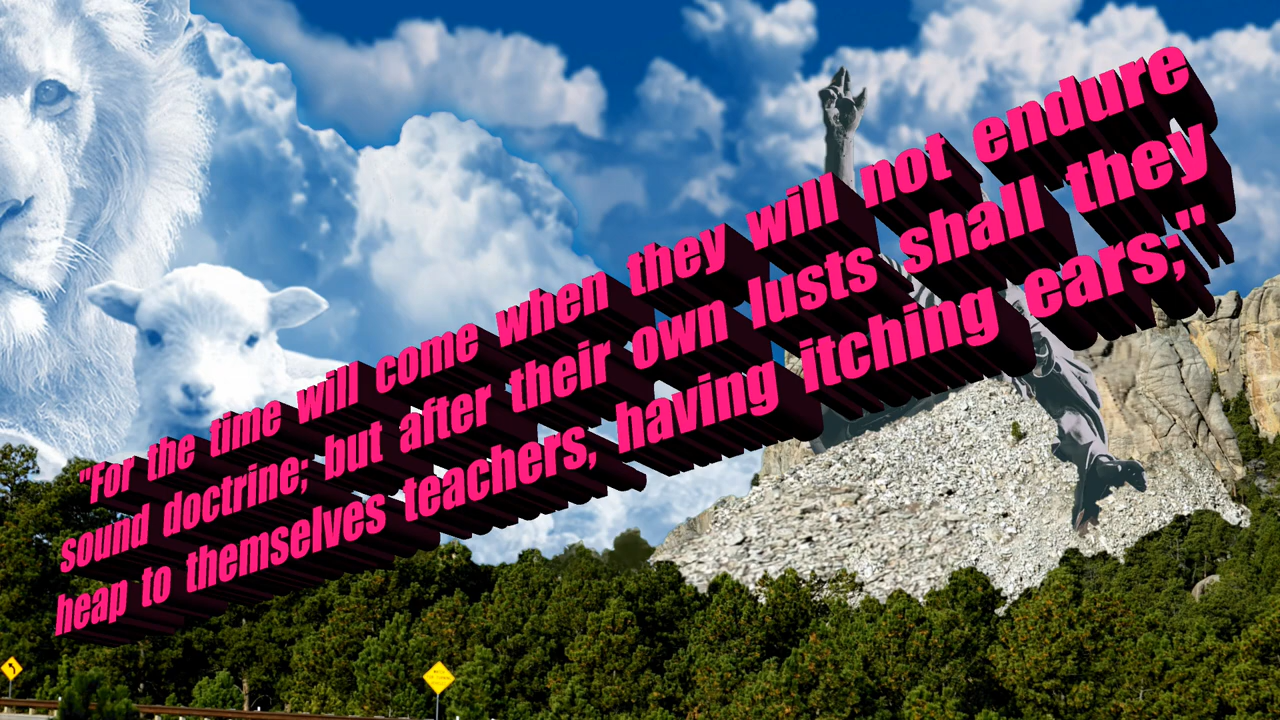 "For the time will come when they will not endure
sound doctrine; but after their own lusts shall they
heap to themselves teachers, having itching ears;"